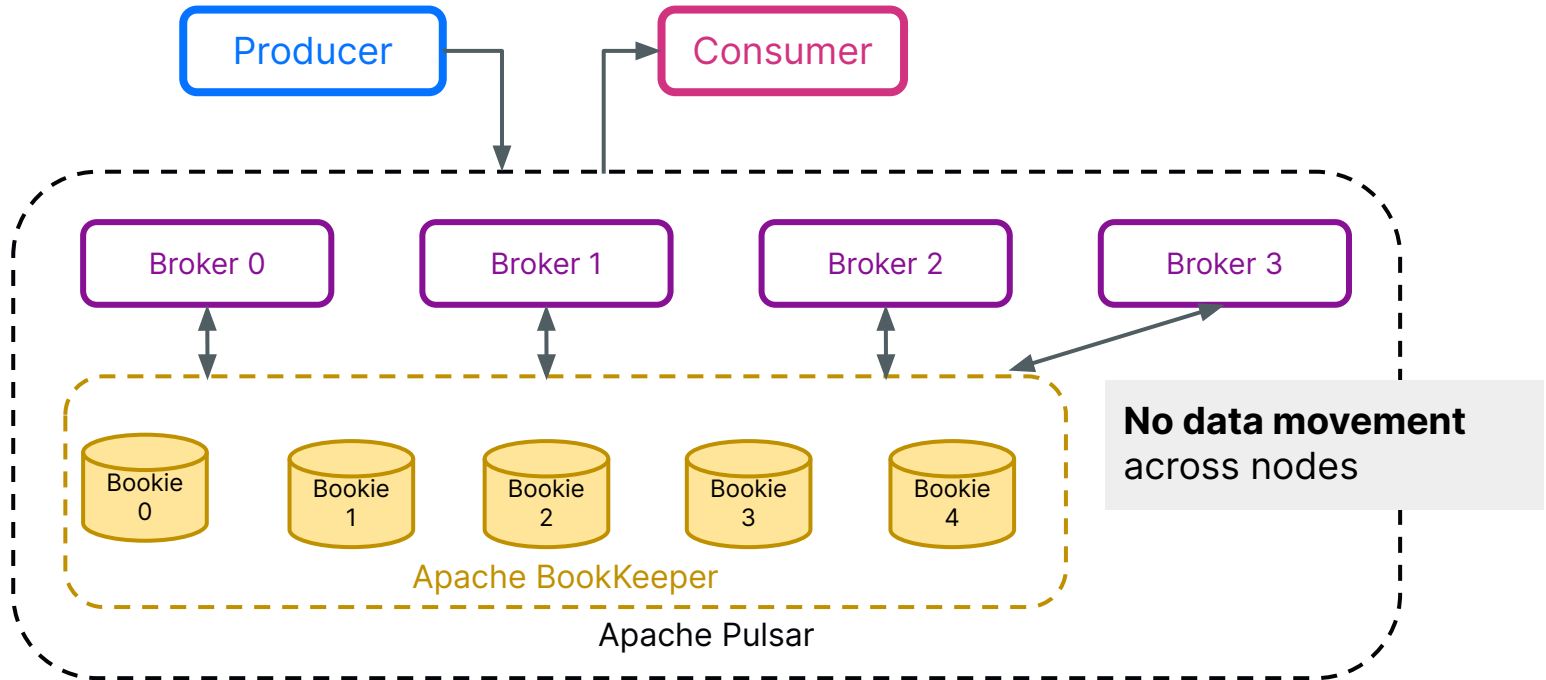 Producer
Consumer
Broker 0
Broker 1
Broker 2
Broker 3
No data movement
across nodes
Bookie
0
Bookie
1
Bookie
2
Bookie
3
Bookie
4
Apache BookKeeper
Apache Pulsar